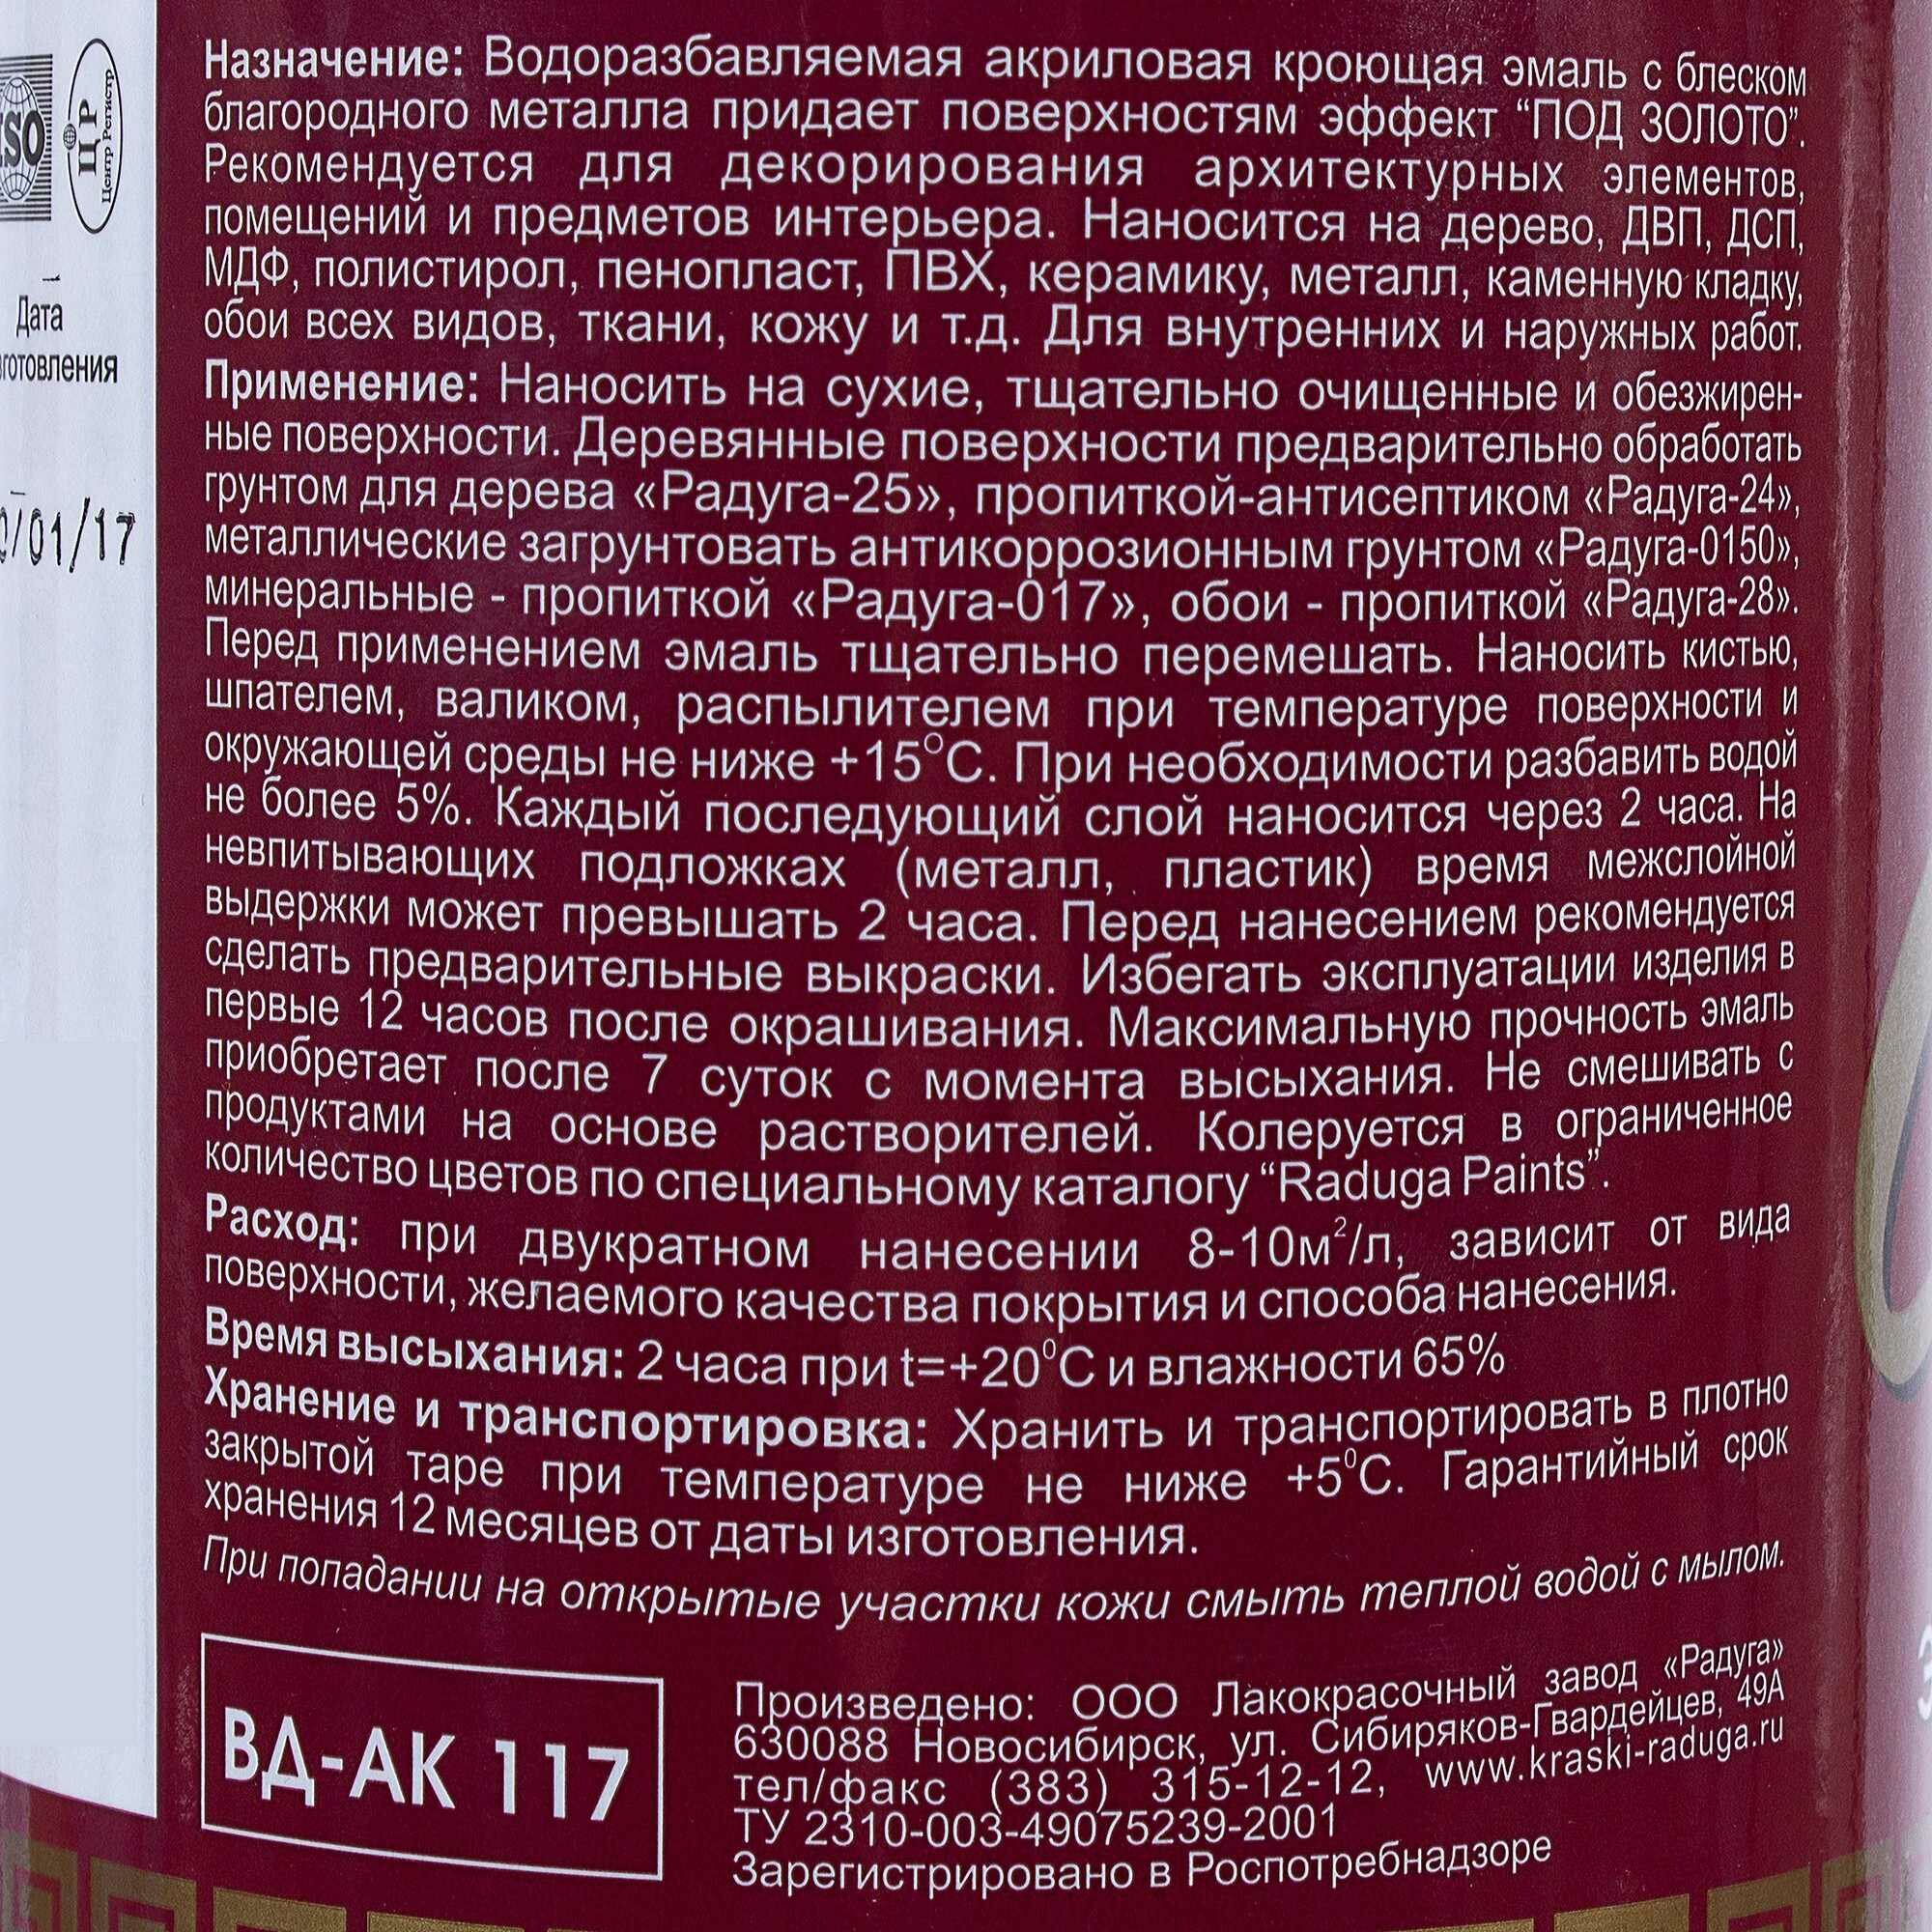 ISO
ЦР
Центр Регистр
Дата
/01/17
Назначение: Водоразбавляемая акриловая кроющая эмаль с блеском
благородного металла придает поверхностям эффект “ПОД ЗОЛОТО”.
Рекомендуется для декорирования архитектурных элементов,
помещений и предметов интерьера. Наносится на дерево, ДВП, ДСП,
МДФ, полистирол, пенопласт, ПВХ, керамику, металл, каменную кладку,
обои всех видов, ткани, кожу и т.д. Для внутренних и наружных работ.
Применение: Наносить на сухие, тщательно очищенные и обезжирен-
ные поверхности. Деревянные поверхности предварительно обработать
грунтом для дерева «Радуга-25», пропиткой-антисептиком «Радуга-24»,
металлические загрунтовать антикоррозионным грунтом «Радуга-0150»,
минеральные - пропиткой «Радуга-017», обои - пропиткой «Радуга-28».
Перед применением эмаль тщательно перемешать. Наносить кистью,
шпателем, валиком, распылителем при температуре поверхности и
окружающей среды не ниже +15°С. При необходимости разбавить водой
не более 5%. Каждый последующий слой наносится через 2 часа. На
невпитывающих подложках (металл, пластик) время межслойной
выдержки может превышать 2 часа. Перед нанесением рекомендуется
сделать предварительные выкраски. Избегать эксплуатации изделия в
первые 12 часов после окрашивания. Максимальную прочность эмаль
приобретает после 7 суток с момента высыхания. Не смешивать с
продуктами на основе растворителей. Колеруется в ограниченное
количество цветов по специальному каталогу “Raduga Paints”.
Расход: при двукратном нанесении 8-10м²/л, зависит от вида
поверхности, желаемого качества покрытия и способа нанесения.
Время высыхания: 2 часа при t=+20⁰С и влажности 65%
Хранение и транспортировка: Хранить и транспортировать в плотно
закрытой таре при температуре не ниже +5⁰С. Гарантийный срок
хранения 12 месяцев от даты изготовления.
При попадании на открытые участки кожи смыть теплой водой с мылом.
ВД-АК 117
Произведено: ООО Лакокрасочный завод «Радуга»
630088 Новосибирск, ул. Сибиряков-Гвардейцев, 49А
тел/факс (383) 315-12-12, www.kraski-raduga.ru
ТУ 2310-003-49075239-2001
Зарегистрировано в Роспотребнадзоре